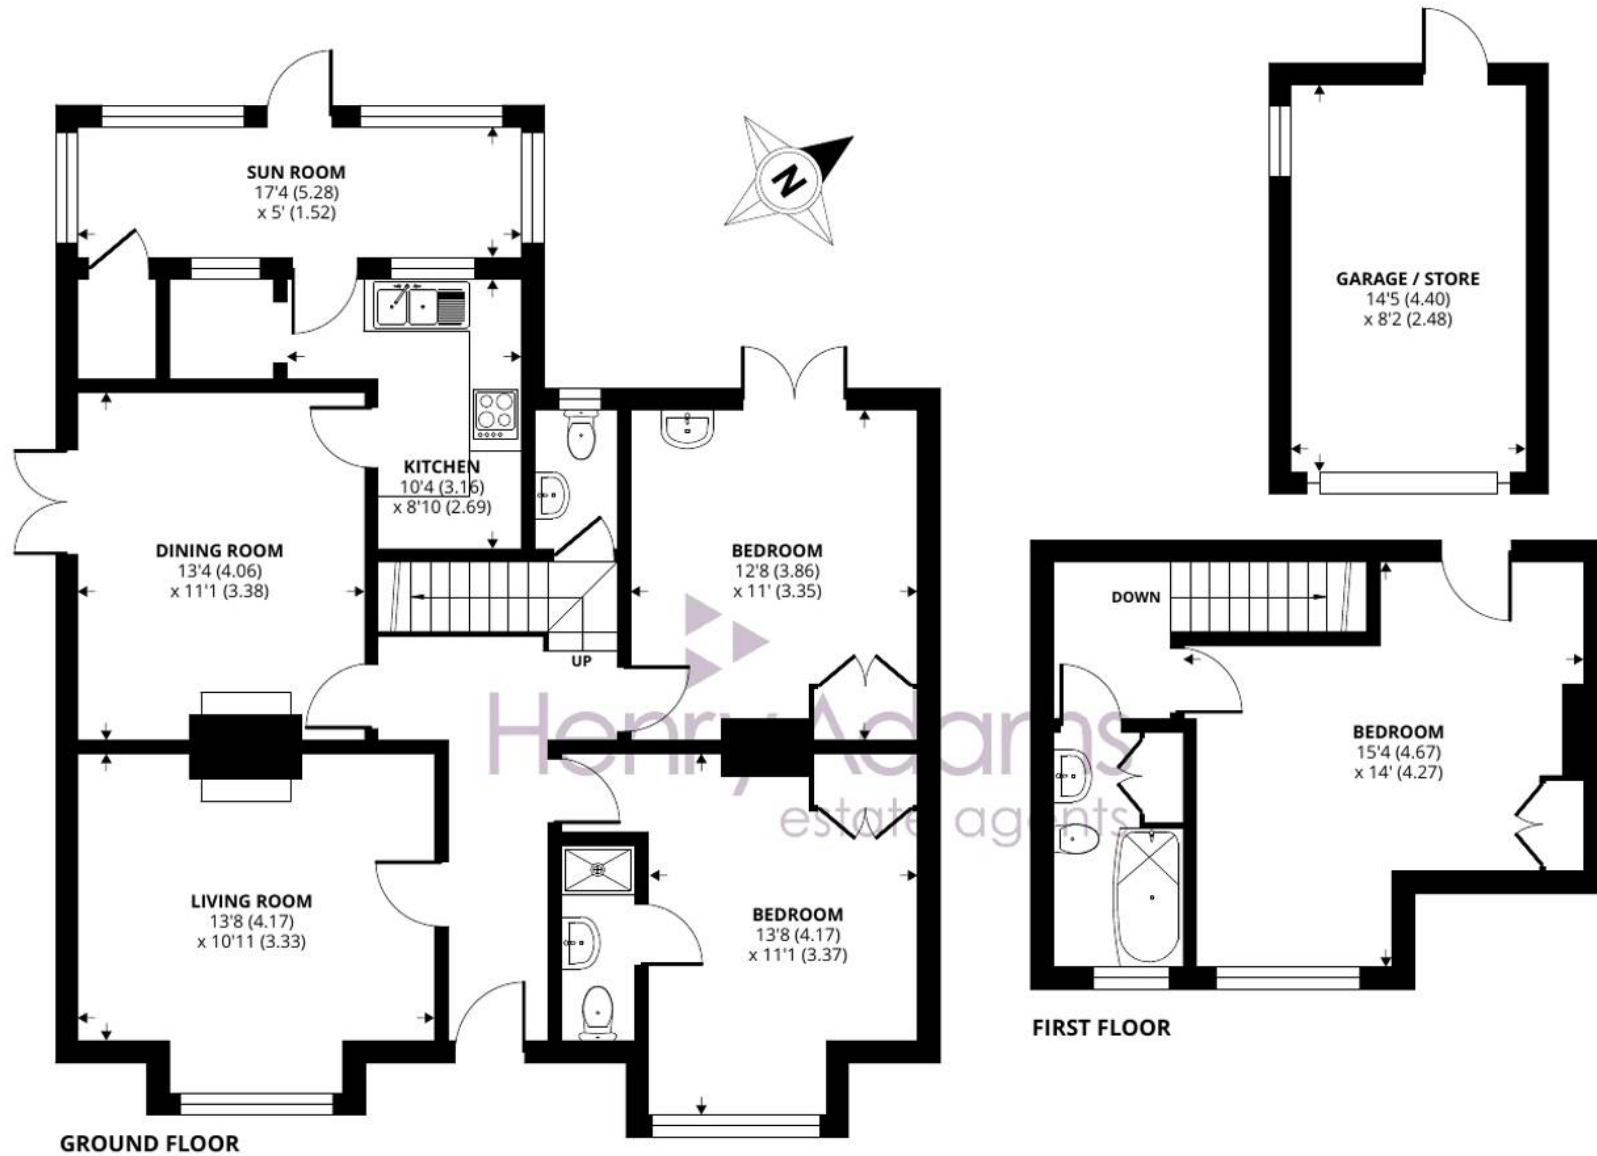 SUN ROOM
17'4 (5.28)
x 5' (1.52)
N
GARAGE / STORE
14'5 (4.40)
x 8'2 (2.48)
KITCHEN
10'4 (3.16)
x 8'10 (2.69)
DINING ROOM
13'4 (4.06)
x 11'1 (3.38)
BEDROOM
12'8 (3.86)
x 11' (3.35)
UP
DOWN
BEDROOM
15'4 (4.67)
x 14' (4.27)
Henry Adams
estate agents
LIVING ROOM
13'8 (4.17)
x 10'11 (3.33)
BEDROOM
13'8 (4.17)
x 11'1 (3.37)
FIRST FLOOR
GROUND FLOOR